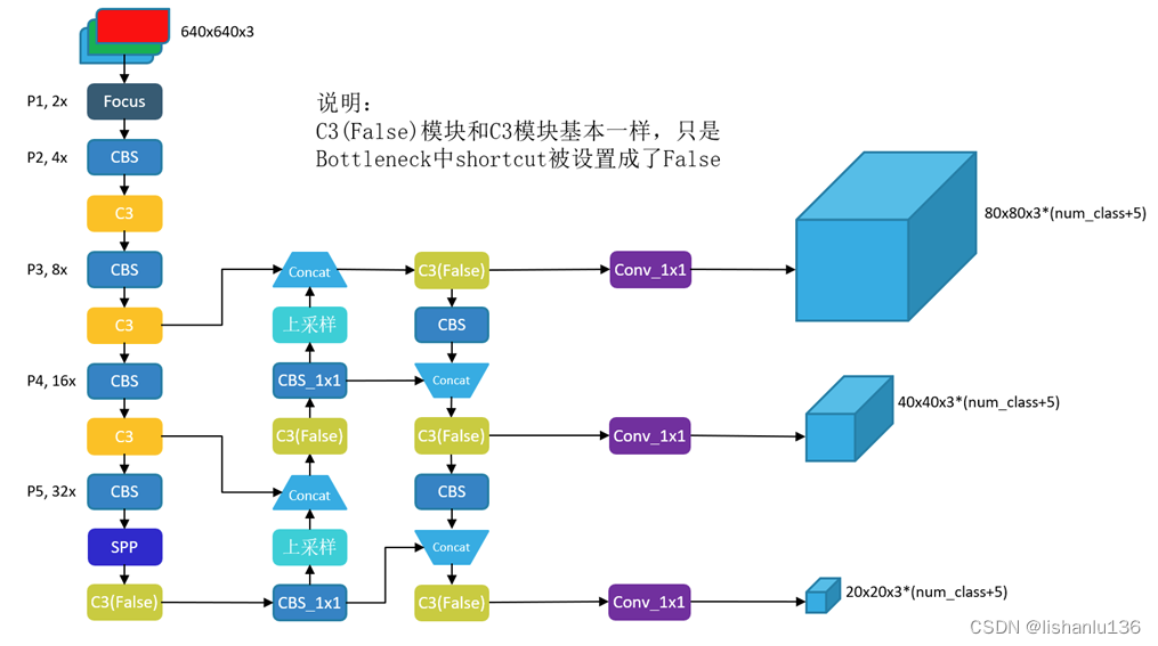 640x640x3
P1, 2x
Focus
说明：
C3(False)模块和C3模块基本一样，只是
Bottleneck中shortcut被设置成了False
P2, 4x
CBS
C3
80x80x3*(num_class+5)
P3, 8x
CBS
Concat
C3(False)
Conv_1x1
C3
上采样
CBS
P4, 16x
CBS
CBS_1x1
Concat
40x40x3*(num_class+5)
C3
C3(False)
C3(False)
Conv_1x1
P5, 32x
CBS
Concat
CBS
SPP
上采样
Concat
20x20x3*(num_class+5)
C3(False)
CBS_1x1
C3(False)
Conv_1x1
CSDN @lishanlu136